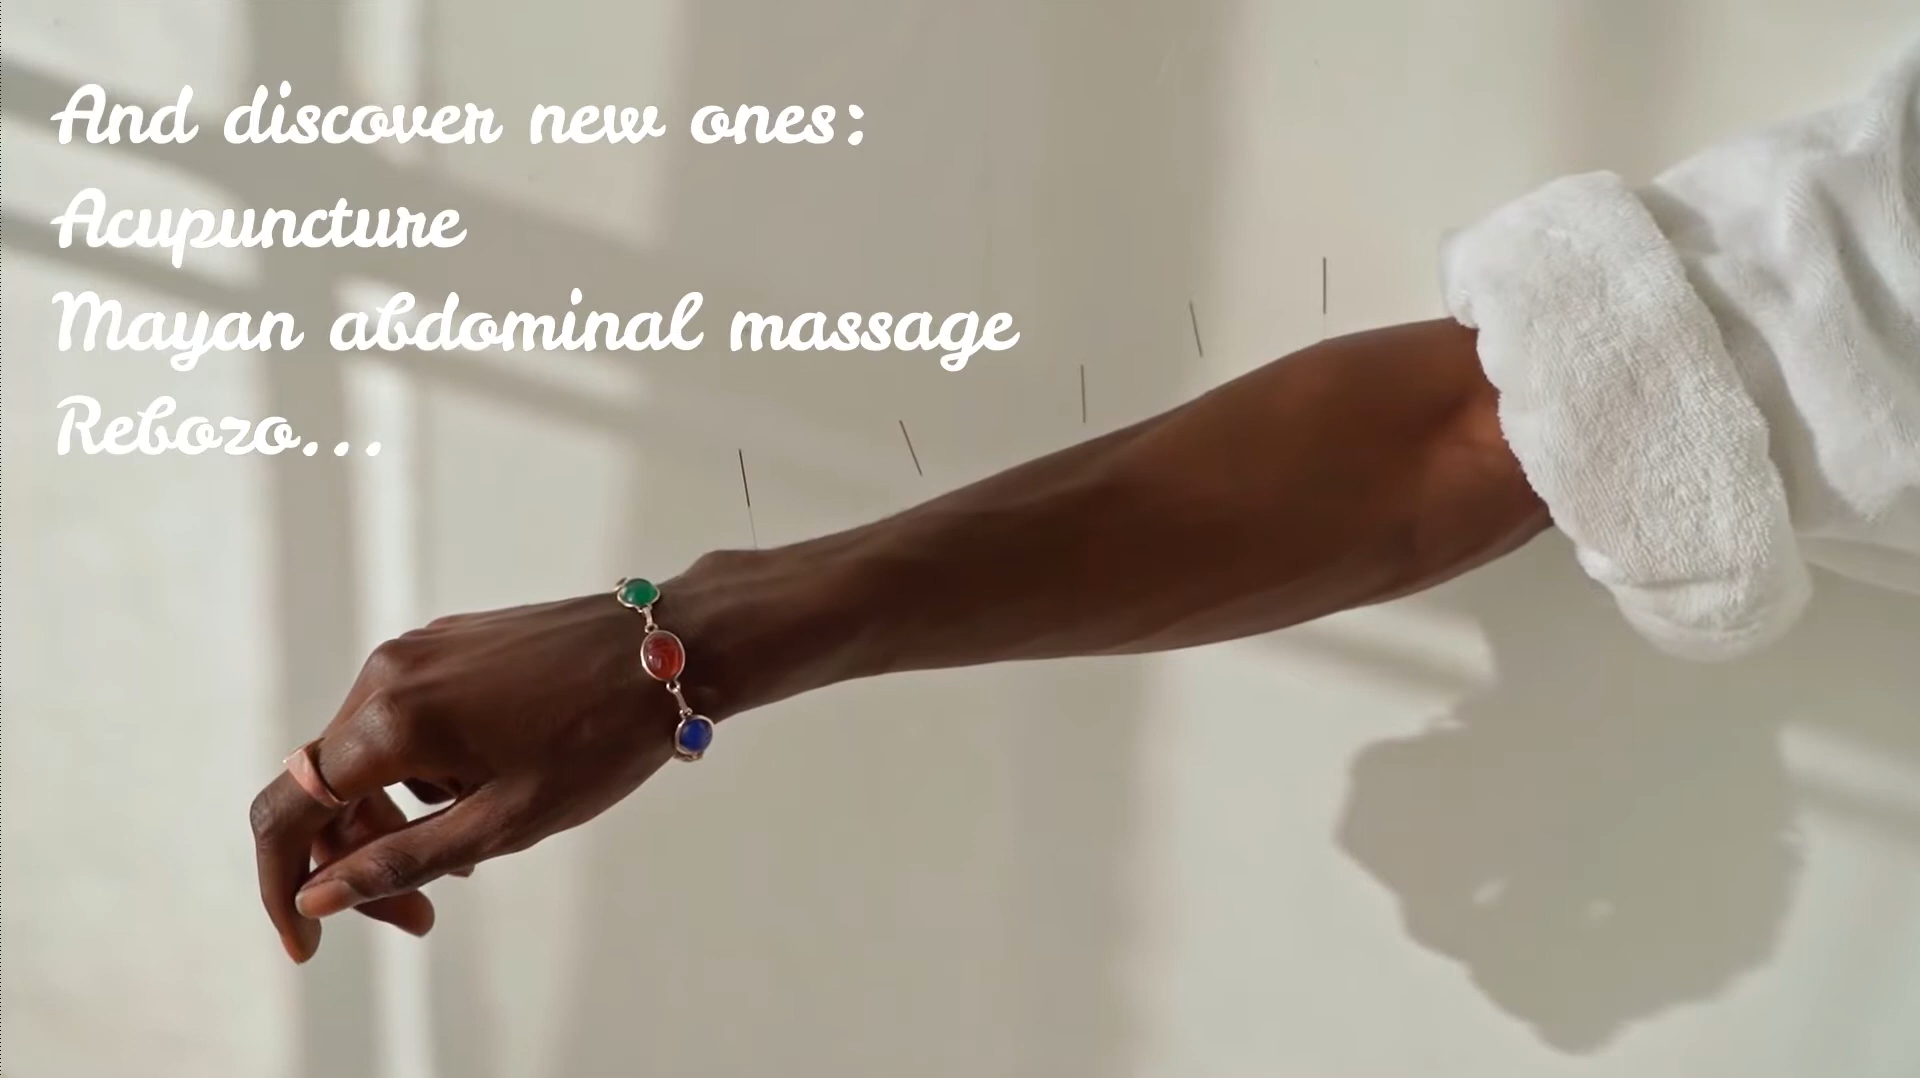 And discover new ones:
Acupuncture
Mayan abdominal massage
Rebozo...